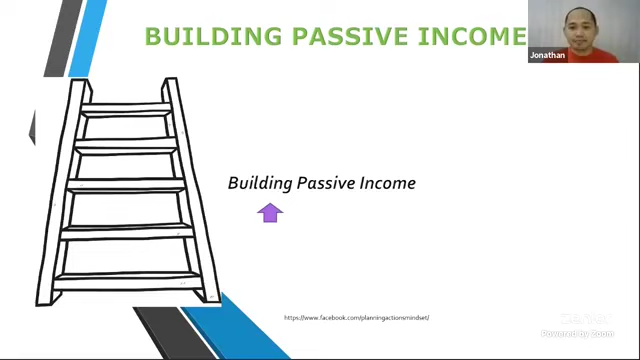 BUILDING PASSIVE INCOME
Jonathan
Building Passive Income
https://www.facebook.com/planningactionsmindset/
Powered by Zoom